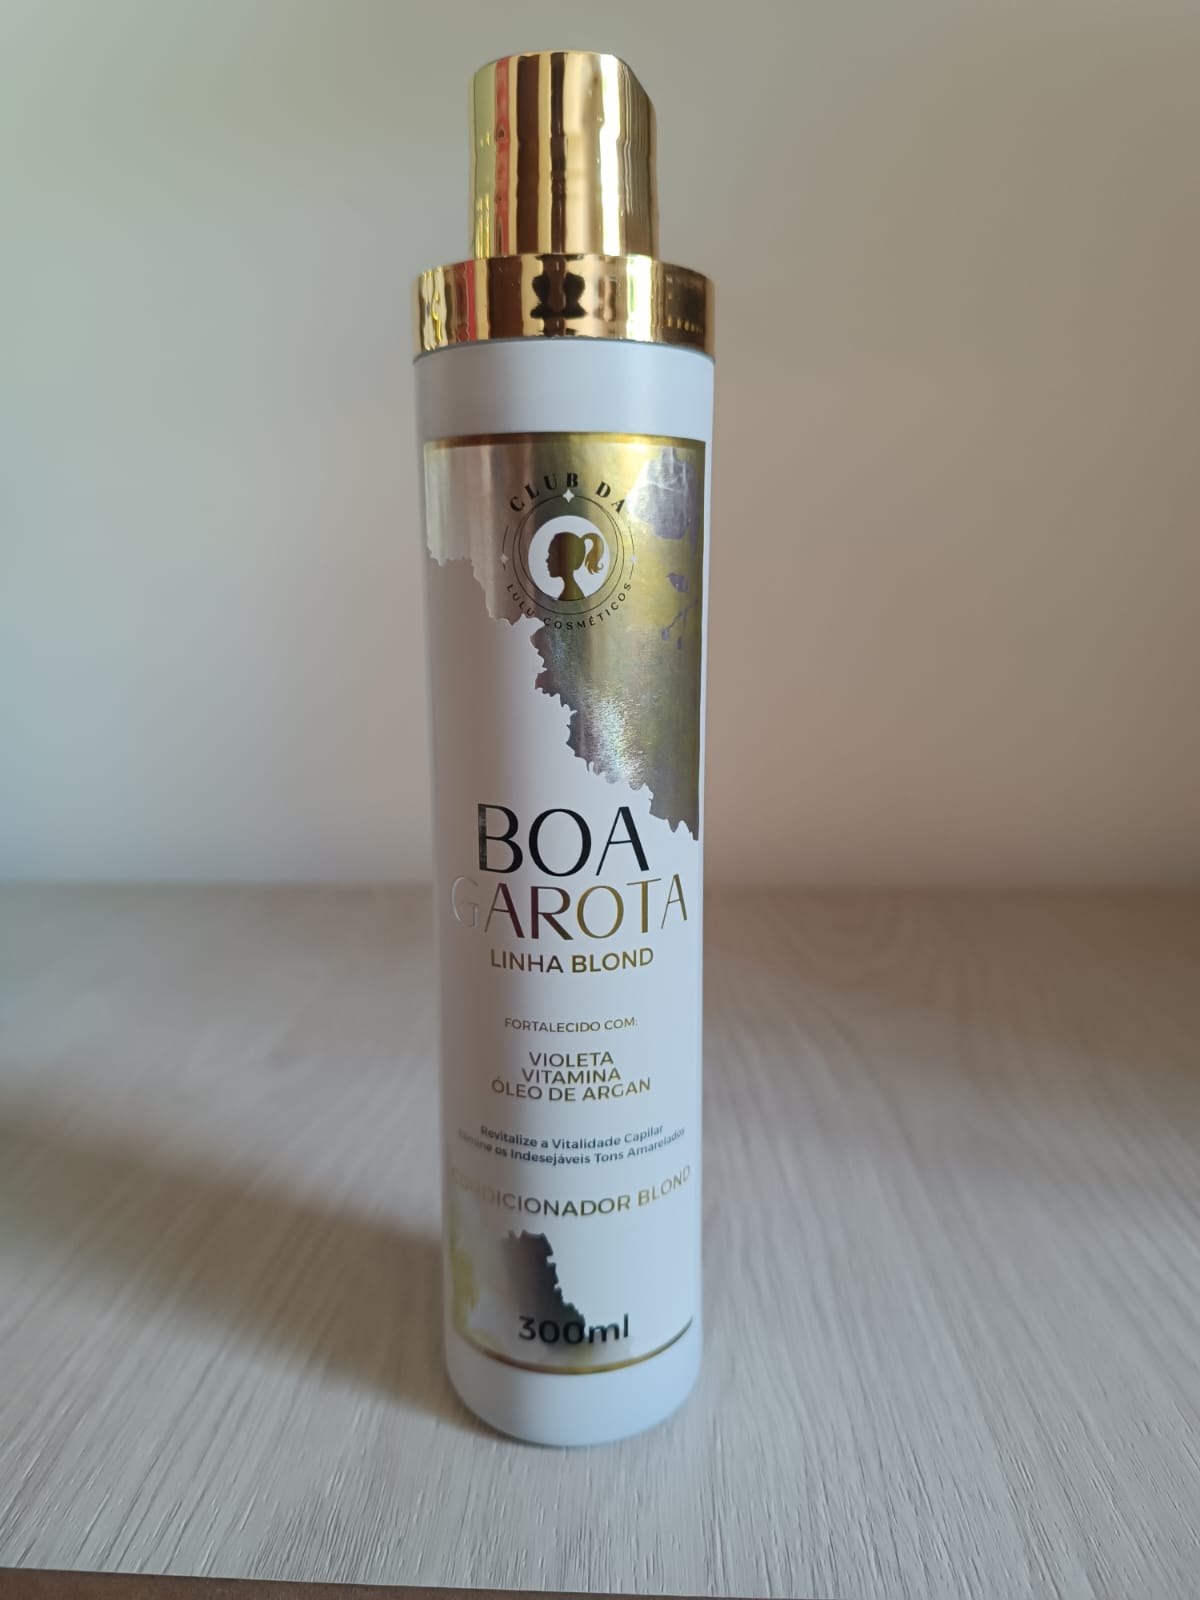 CLUB DA
LULU COSMÉTICOS
BOA
GAROTA
LINHA BLOND
FORTALECIDO COM:
VIOLETA
VITAMINA
ÓLEO DE ARGAN
Revitalize a Vitalidade Capilar
Elimine os Indesejáveis Tons Amarelados
CONDICIONADOR BLOND
300ml